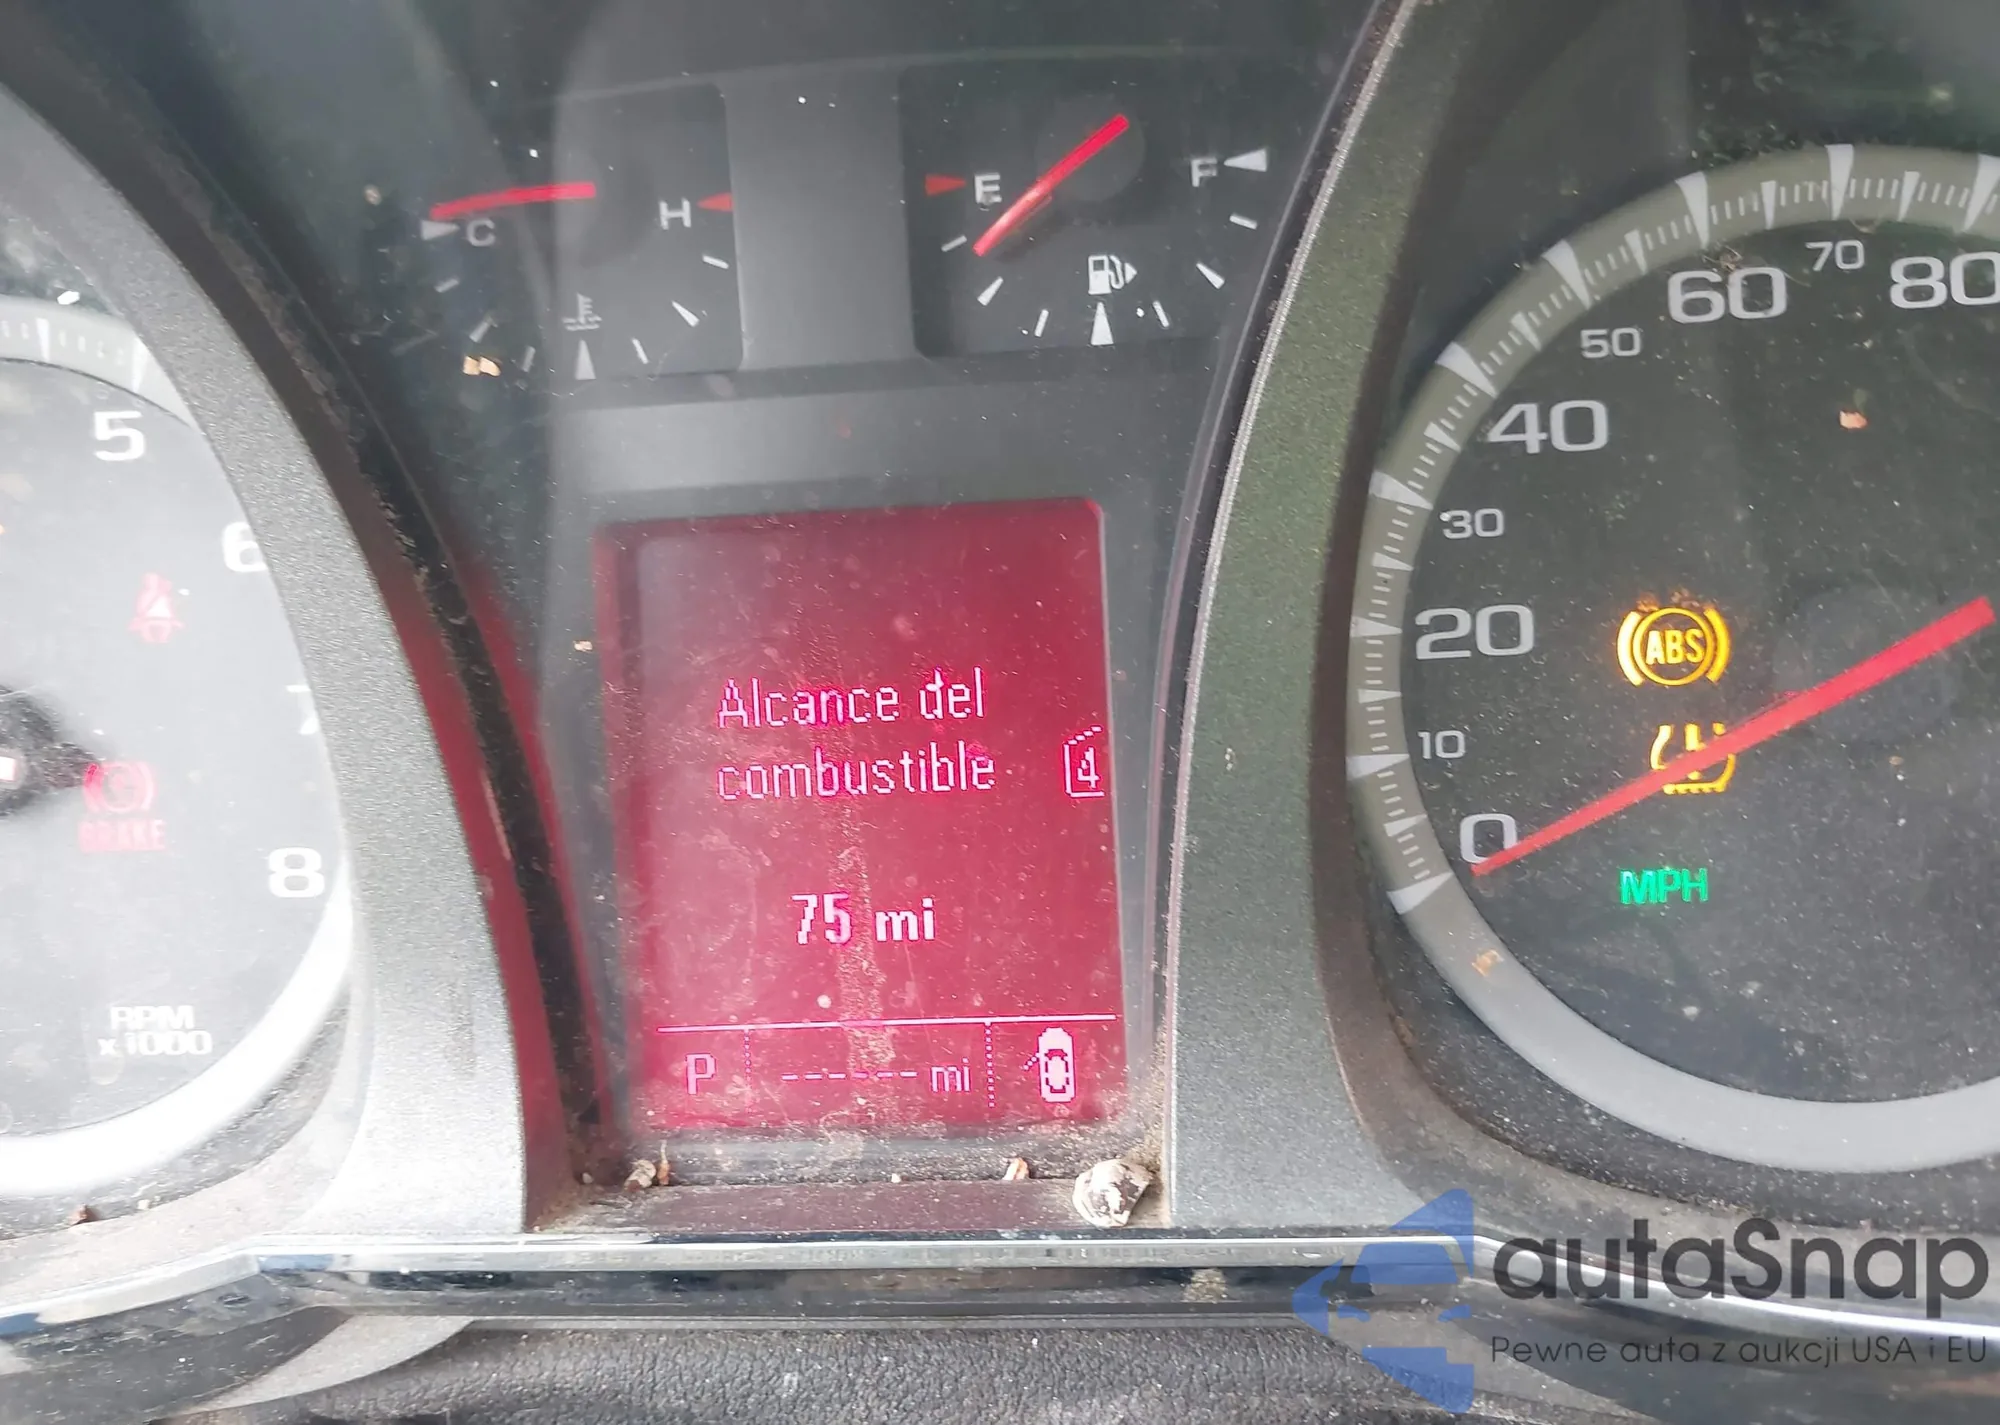 C
H
E
F
5
6
7
8
BRAKE
RPM
x1000
Alcance del
combustible
4
75 mi
P
------ mi
80
70
60
50
40
30
20
10
0
ABS
MPH
autaSnap
Pewne auta z aukcji USA i EU